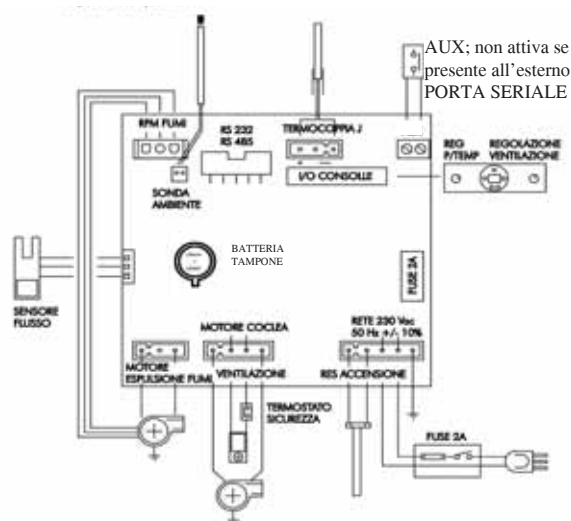 AUX; non attiva se
presente all'esterno
PORTA SERIALE
RPM FUMI
RS 232
RS 485
TERMOCOPPIA J
I/O CONSOLLE
SONDA
AMBIENTE
REG
P/TEMP
REGOLAZIONE
VENTILAZIONE
BATTERIA
TAMPONE
FUSE 2A
SENSORE
FLUSSO
MOTORE COCLEA
RETE 230 Vac
50 Hz +/- 10%
MOTORE
ESPULSIONE FUMI
VENTILAZIONE
RES ACCENSIONE
TERMOSTATO
SICUREZZA
FUSE 2A